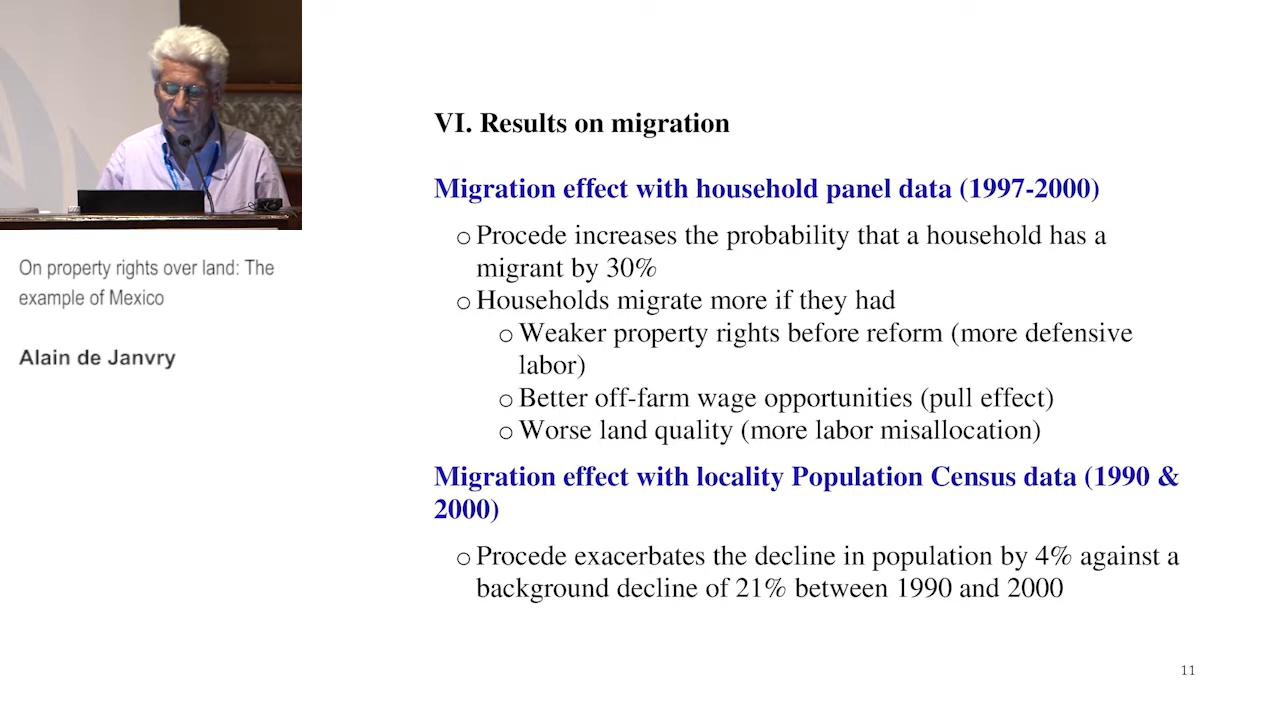 On property rights over land: The
example of Mexico
Alain de Janvry
VI. Results on migration
Migration effect with household panel data (1997-2000)
o Procede increases the probability that a household has a
migrant by 30%
o Households migrate more if they had
o Weaker property rights before reform (more defensive
labor)
o Better off-farm wage opportunities (pull effect)
o Worse land quality (more labor misallocation)
Migration effect with locality Population Census data (1990 &
2000)
o Procede exacerbates the decline in population by 4% against a
background decline of 21% between 1990 and 2000
11